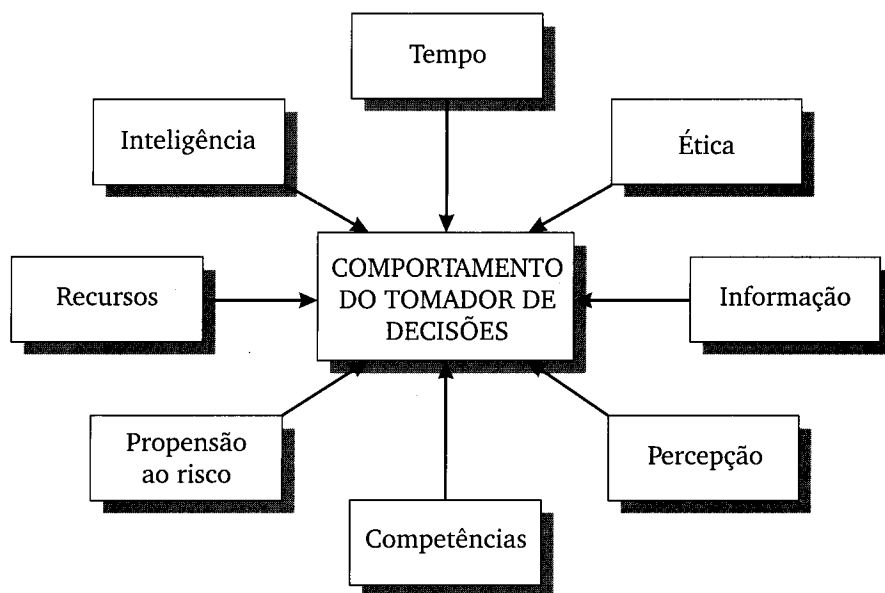 Tempo
Inteligência
Ética
COMPORTAMENTO
DO TOMADOR DE
DECISÕES
Recursos
Informação
Propensão
ao risco
Percepção
Competências